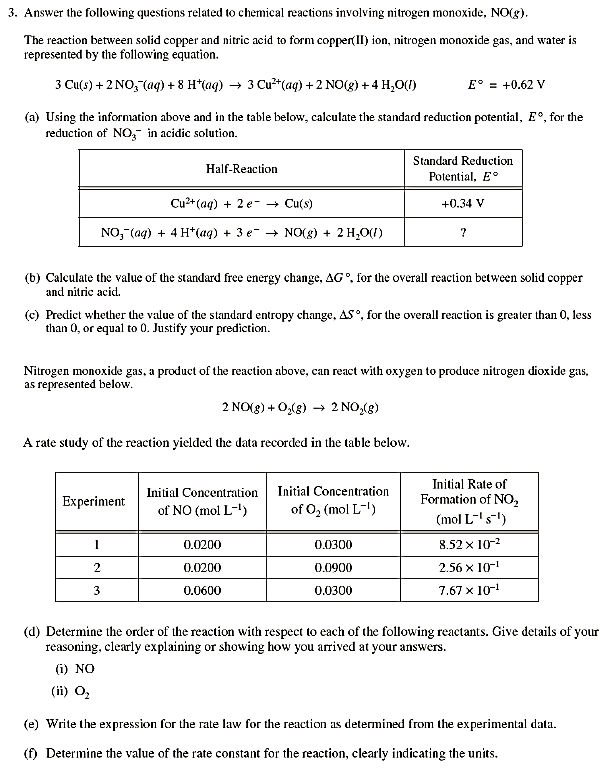 3. Answer the following questions related to chemical reactions involving nitrogen monoxide, NO(g).
The reaction between solid copper and nitric acid to form copper(II) ion, nitrogen monoxide gas, and water is
represented by the following equation.
3 Cu(s) + 2 NO₃⁻(aq) + 8 H⁺(aq) → 3 Cu²⁺(aq) + 2 NO(g) + 4 H₂O(l) E° = +0.62 V
(a) Using the information above and in the table below, calculate the standard reduction potential, E°, for the
reduction of NO₃⁻ in acidic solution.
Half-Reaction Standard Reduction
Potential, E°
Cu²⁺(aq) + 2 e⁻ → Cu(s) +0.34 V
NO₃⁻(aq) + 4 H⁺(aq) + 3 e⁻ → NO(g) + 2 H₂O(l) ?
(b) Calculate the value of the standard free energy change, ΔG°, for the overall reaction between solid copper
and nitric acid.
(c) Predict whether the value of the standard entropy change, ΔS°, for the overall reaction is greater than 0, less
than 0, or equal to 0. Justify your prediction.
Nitrogen monoxide gas, a product of the reaction above, can react with oxygen to produce nitrogen dioxide gas,
as represented below.
2 NO(g) + O₂(g) → 2 NO₂(g)
A rate study of the reaction yielded the data recorded in the table below.
Experiment Initial Concentration
of NO (mol L⁻¹) Initial Concentration
of O₂ (mol L⁻¹) Initial Rate of
Formation of NO₂
(mol L⁻¹ s⁻¹)
1 0.0200 0.0300 8.52 × 10⁻²
2 0.0200 0.0900 2.56 × 10⁻¹
3 0.0600 0.0300 7.67 × 10⁻¹
(d) Determine the order of the reaction with respect to each of the following reactants. Give details of your
reasoning, clearly explaining or showing how you arrived at your answers.
(i) NO
(ii) O₂
(e) Write the expression for the rate law for the reaction as determined from the experimental data.
(f) Determine the value of the rate constant for the reaction, clearly indicating the units.